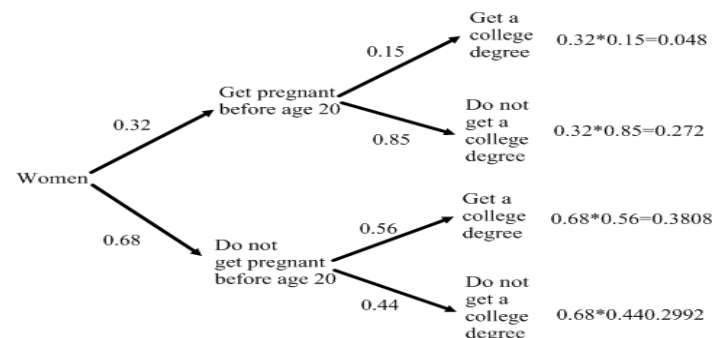 Get a
college
degree
0.32*0.15=0.048
0.15
Get pregnant
before age 20
0.32
0.85
Do not
get a
college
degree
0.32*0.85=0.272
Women
0.68
Do not
get pregnant
before age 20
0.56
Get a
college
degree
0.68*0.56=0.3808
0.44
Do not
get a
college
degree
0.68*0.440.2992